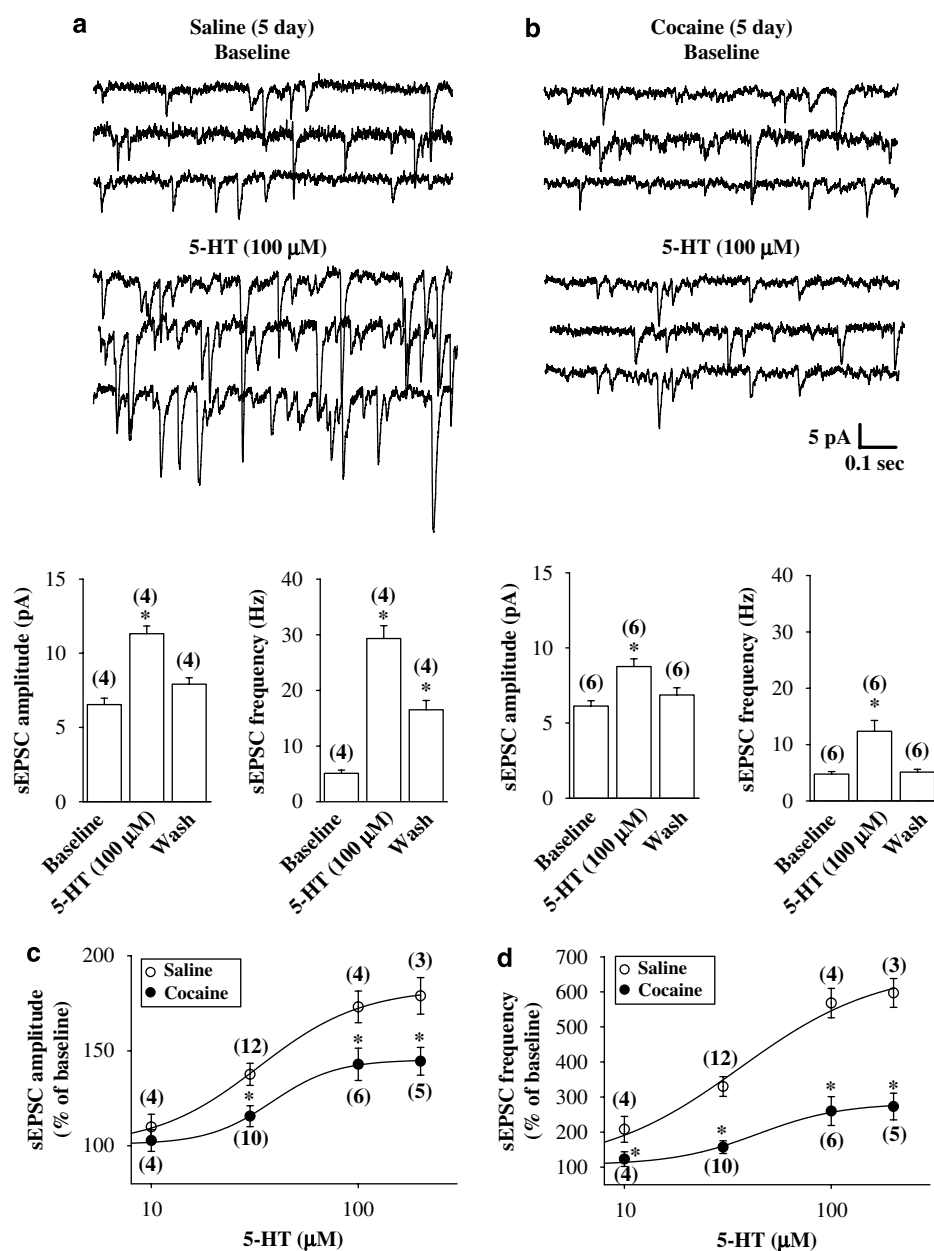 a
Saline (5 day)
Baseline
5-HT (100 μM)
b
Cocaine (5 day)
Baseline
5-HT (100 μM)
5 pA
0.1 sec
sEPSC amplitude (pA)
15
10
5
0
(4)
(4)
*
(4)
Baseline
5-HT (100 μM)
Wash
sEPSC frequency (Hz)
40
30
20
10
0
(4)
(4)
*
(4)
*
Baseline
5-HT (100 μM)
Wash
sEPSC amplitude (pA)
15
10
5
0
(6)
(6)
*
(6)
Baseline
5-HT (100 μM)
Wash
sEPSC frequency (Hz)
40
30
20
10
0
(6)
(6)
*
(6)
Baseline
5-HT (100 μM)
Wash
c
sEPSC amplitude
(% of baseline)
200
150
100
Saline
Cocaine
(4)
(12)
(4)
(3)
*
*
*
(4)
(10)
(6)
(5)
10
100
5-HT (μM)
d
sEPSC frequency
(% of baseline)
700
600
500
400
300
200
100
Saline
Cocaine
(4)
(12)
(4)
(3)
*
*
*
*
(4)
(10)
(6)
(5)
10
100
5-HT (μM)